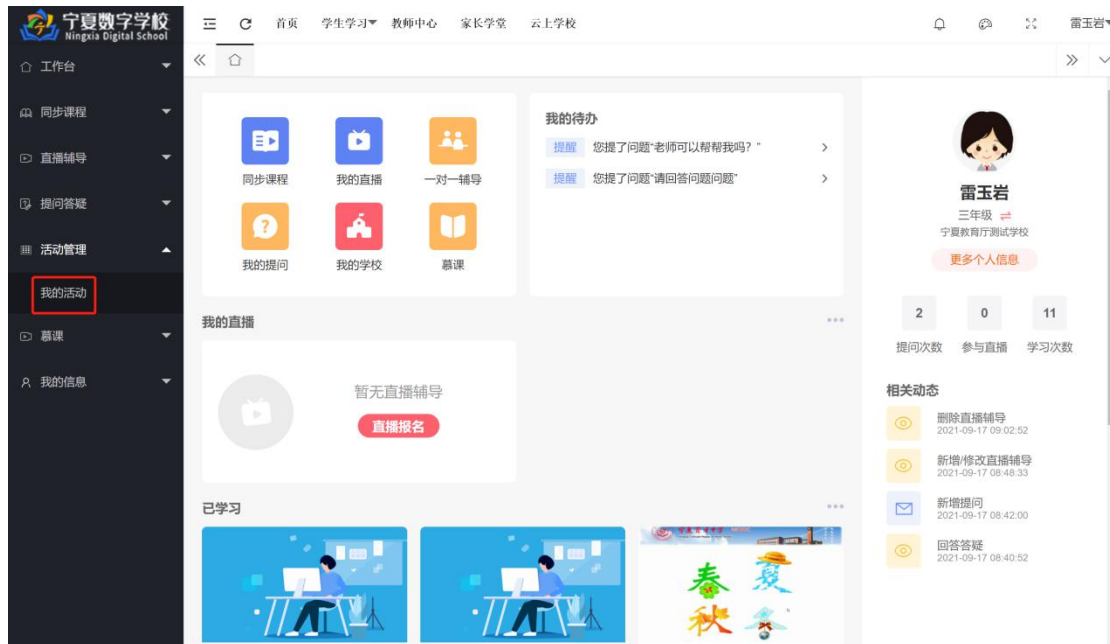 宁夏数字学校
Ningxia Digital School
首页 学生学习 教师中心 家长学堂 云上学校
雷玉岩
工作台
同步课程
直播辅导
提问答疑
活动管理
我的活动
慕课
我的信息
同步课程 我的直播 一对一辅导
我的提问 我的学校 慕课
我的待办
提醒 您提了问题“老师可以帮帮我吗？”
提醒 您提了问题“请回答问题问题”
我的直播
暂无直播辅导
直播报名
已学习
春 夏
秋 冬
雷玉岩
三年级
宁夏教育厅测试学校
更多个人信息
2 0 11
提问次数 参与直播 学习次数
相关动态
删除直播辅导
2021-09-17 09:02:52
新增/修改直播辅导
2021-09-17 08:48:33
新增提问
2021-09-17 08:42:00
回答答疑
2021-09-17 08:40:52